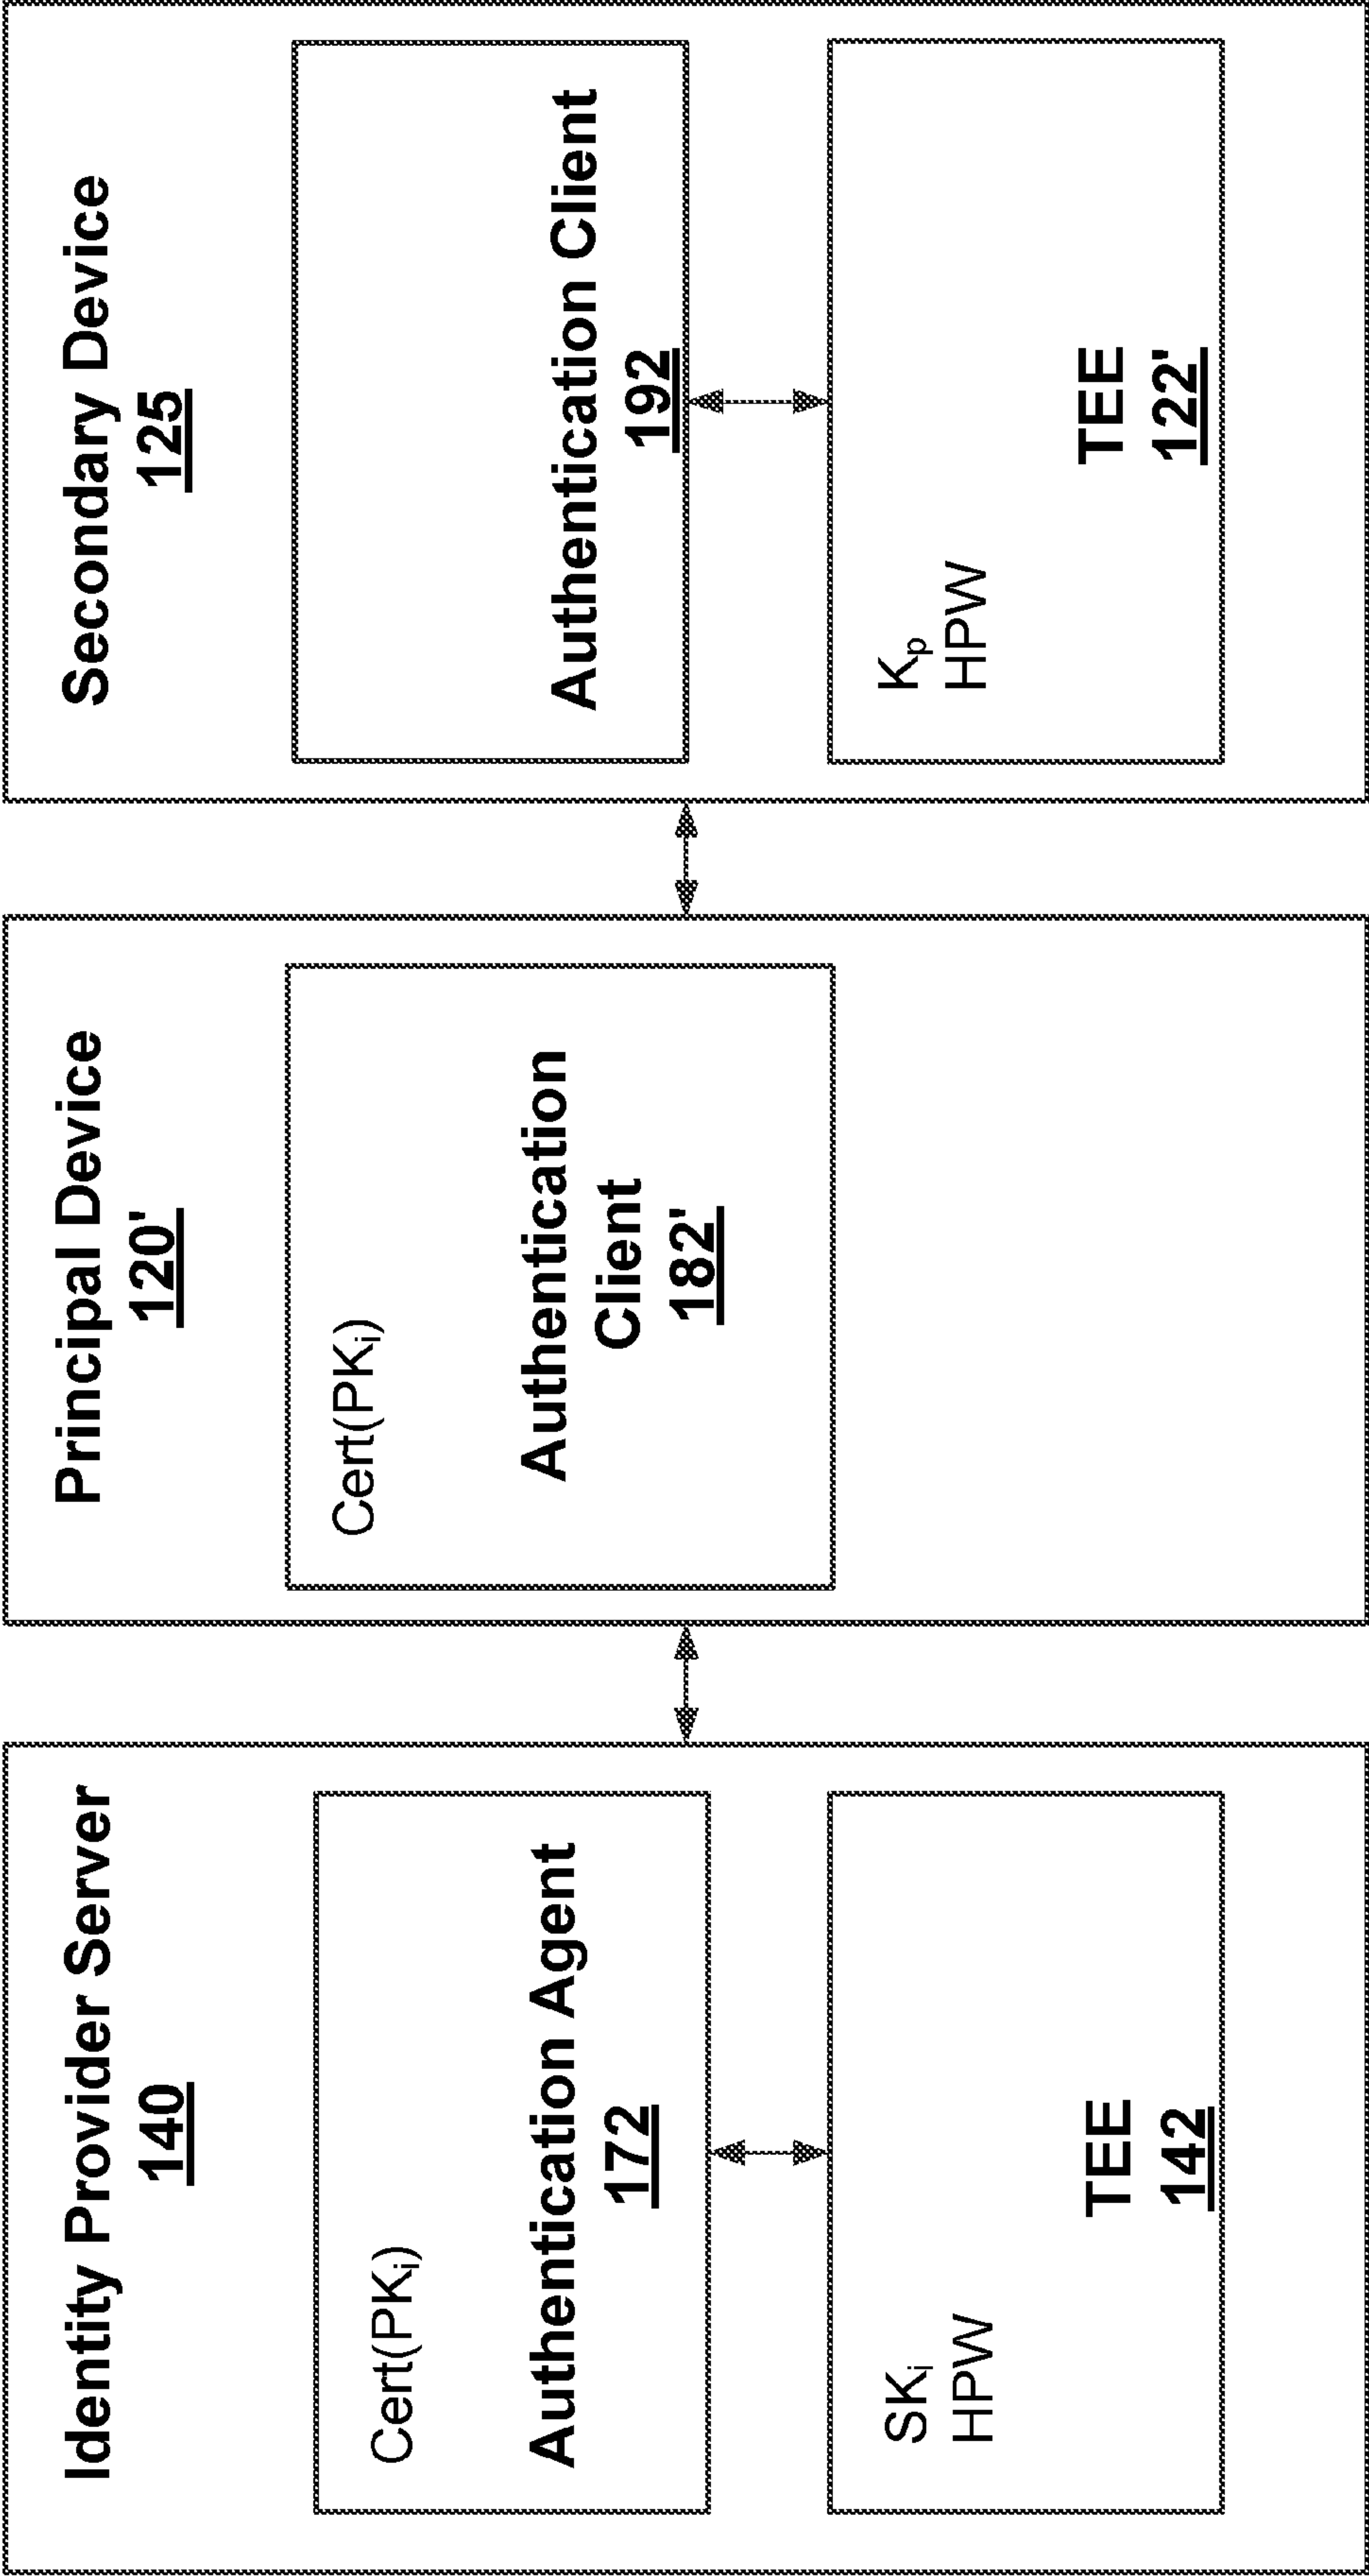 Identity Provider Server
140
Cert(PKᵢ)
Authentication Agent
172
SKᵢ
HPW
TEE
142
Principal Device
120'
Cert(PKᵢ)
Authentication
Client
182'
Secondary Device
125
Authentication Client
192
Kₚ
HPW
TEE
122'